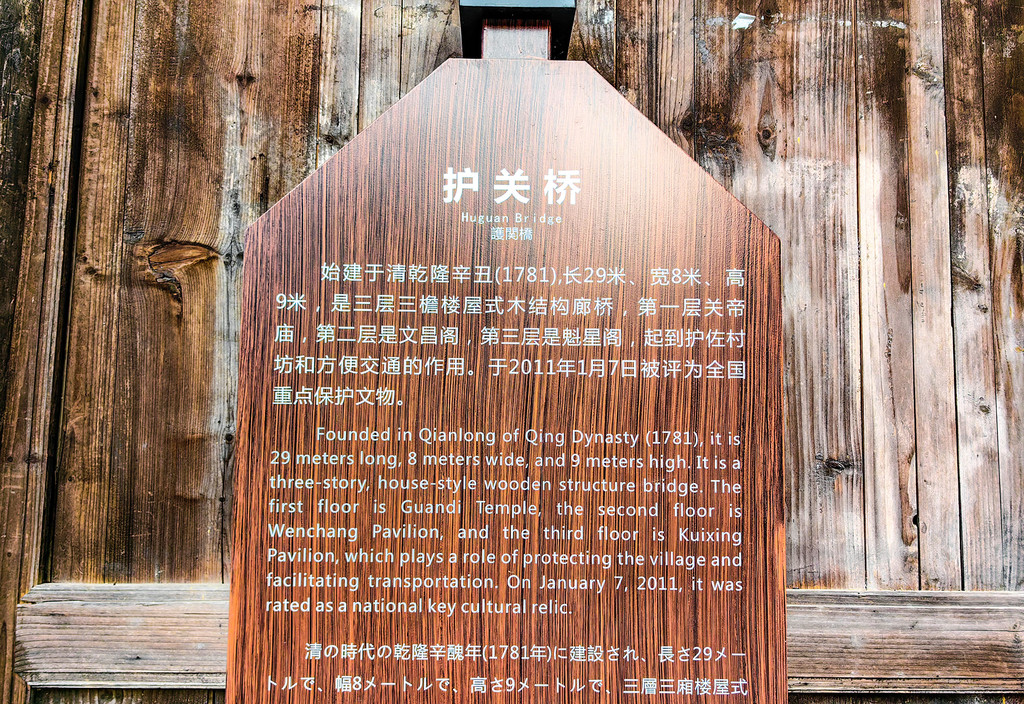 护关桥
Huguan Bridge
護関橋
始建于清乾隆辛丑(1781),长29米、宽8米、高
9米，是三层三檐楼屋式木结构廊桥，第一层关帝
庙，第二层是文昌阁，第三层是魁星阁，起到护佐村
坊和方便交通的作用。于2011年1月7日被评为全国
重点保护文物。
Founded in Qianlong of Qing Dynasty (1781), it is
29 meters long, 8 meters wide, and 9 meters high. It is a
three-story, house-style wooden structure bridge. The
first floor is Guandi Temple, the second floor is
Wenchang Pavilion, and the third floor is Kuixing
Pavilion, which plays a role of protecting the village and
facilitating transportation. On January 7, 2011, it was
rated as a national key cultural relic.
清の時代の乾隆辛醜年(1781年)に建設され、長さ29メー
トルで、幅8メートルで、高さ9メートルで、三層三廂楼屋式